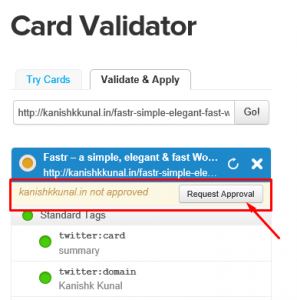 Card Validator
Try Cards
Validate & Apply
http://kanishkkunal.in/fastr-simple-elegant-fast-w
Go!
Fastr – a simple, elegant & fast Wo...
http://kanishkkunal.in/fastr-simple-ele...
kanishkkunal.in not approved
Request Approval
Standard Tags
twitter:card
summary
twitter:domain
Kanishk Kunal